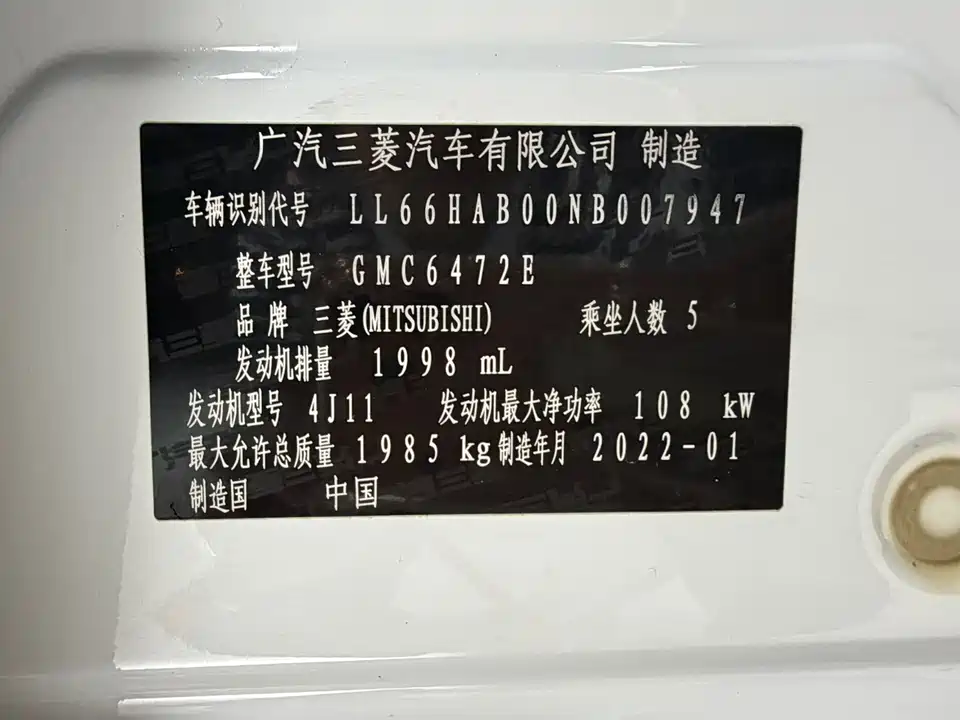 广汽三菱汽车有限公司 制造
车辆识别代号 LL66HAB00NB007947
整车型号 GMC6472E
品牌 三菱(MITSUBISHI) 乘坐人数 5
发动机排量 1998 mL
发动机型号 4J11 发动机最大净功率 108 kW
最大允许总质量 1985 kg 制造年月 2022-01
制造国 中国